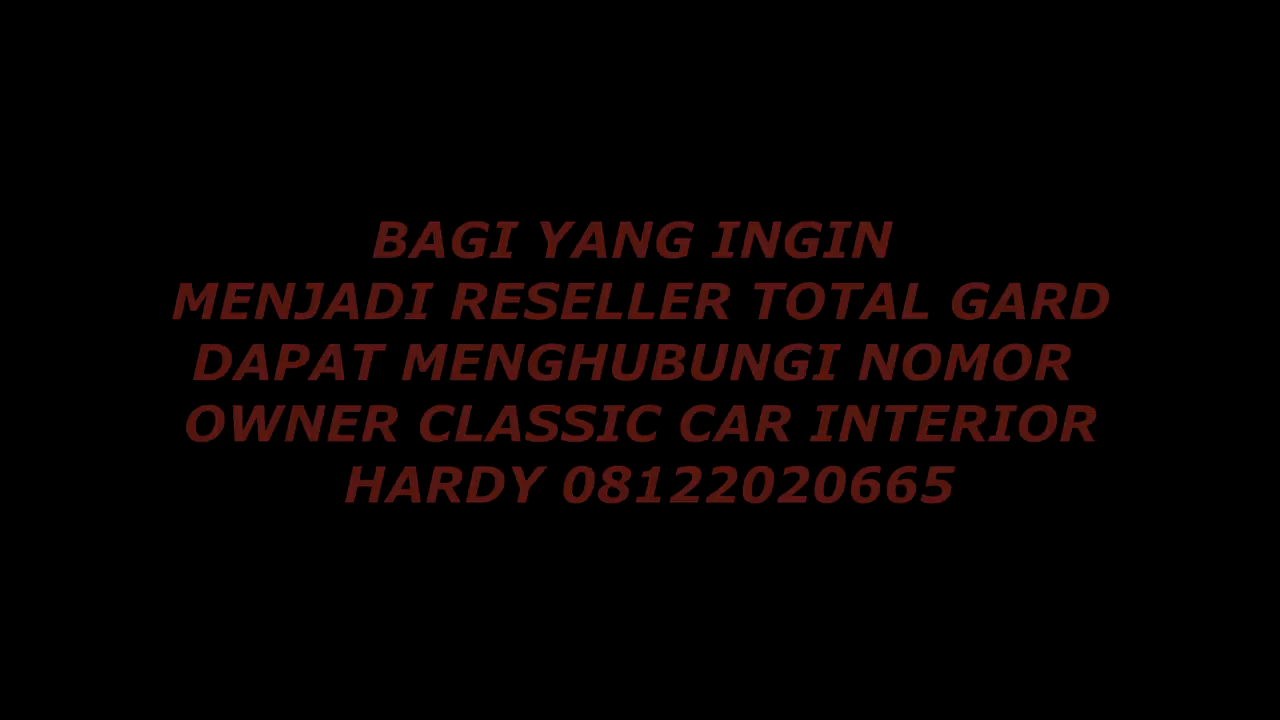 BAGI YANG INGIN
MENJADI RESELLER TOTAL GARD
DAPAT MENGHUBUNGI NOMOR
OWNER CLASSIC CAR INTERIOR
HARDY 08122020665